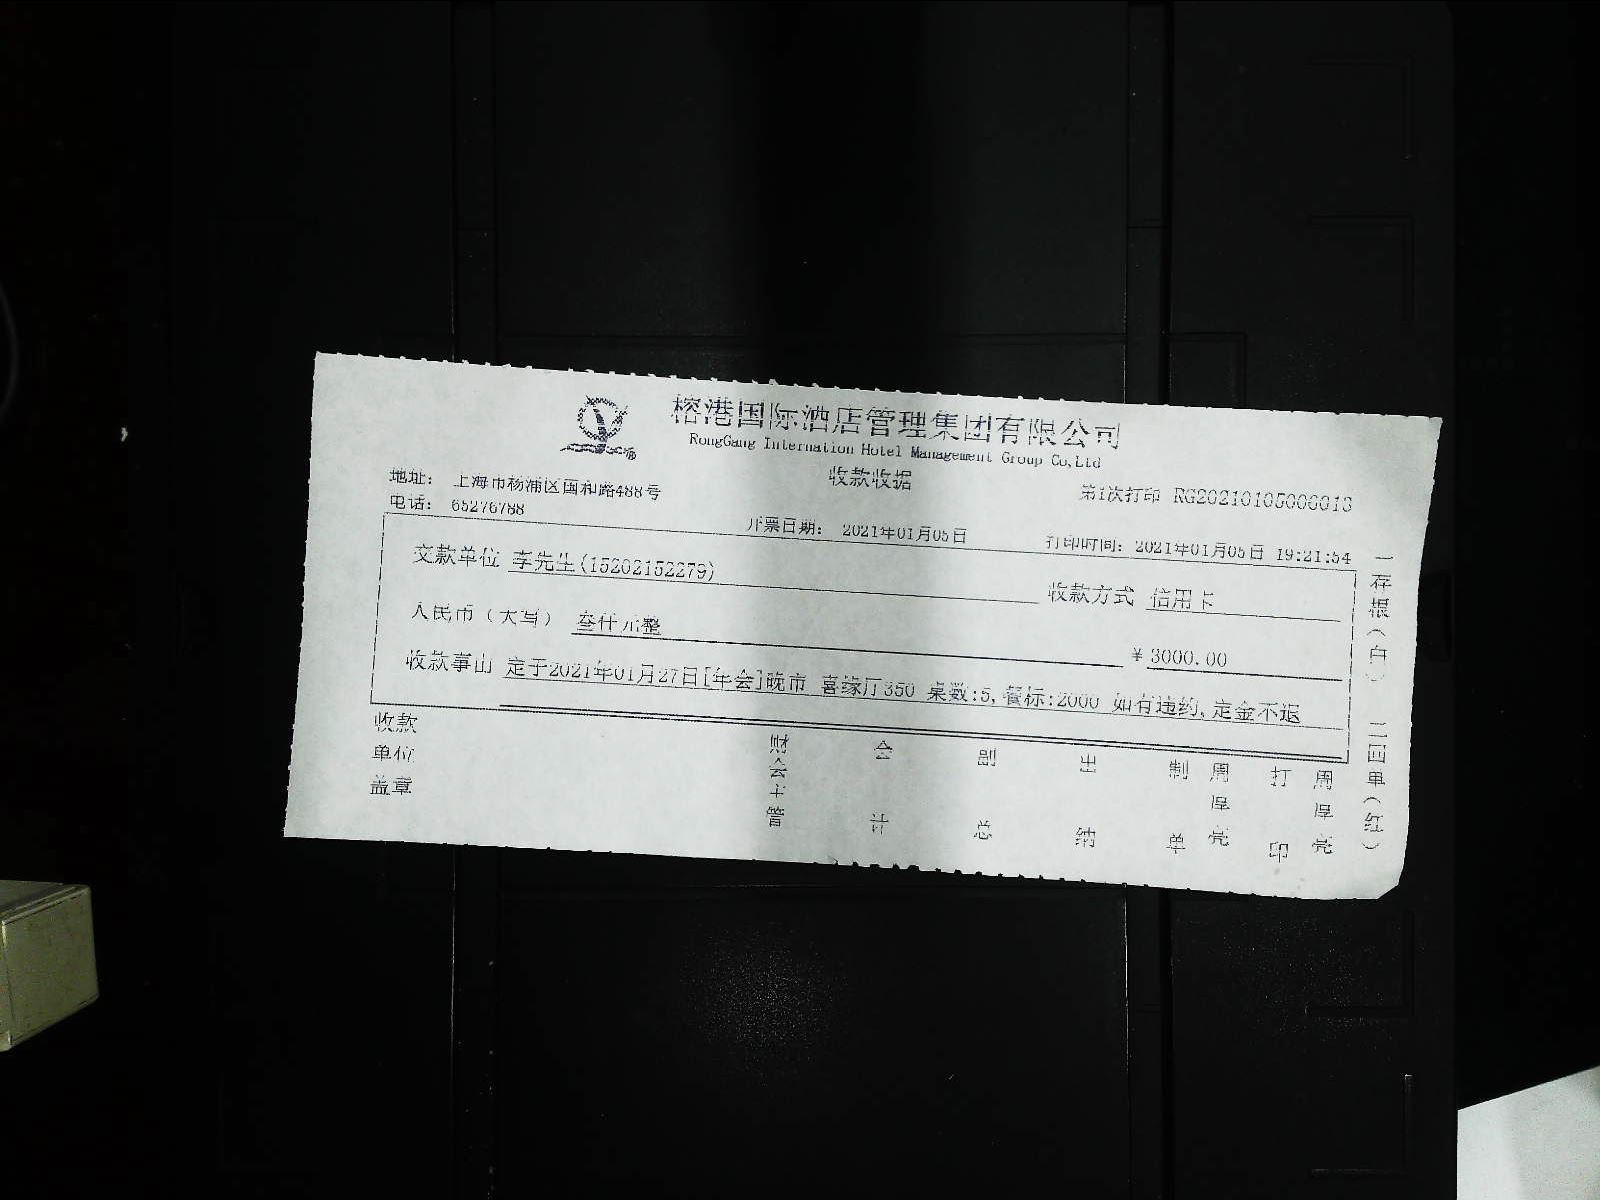 榕港国际酒店管理集团有限公司
RongGang Internation Hotel Management Group Co,Ltd
收款收据
地址： 上海市杨浦区国和路488号
第1次打印 RG20210105000013
电话： 65276788
开票日期： 2021年01月05日
打印时间：2021年01月05日 19:21:54
交款单位 李先生(15202152279)
收款方式 信用卡
人民币（大写） 叁仟元整
￥3000.00
收款事由 定于2021年01月27日[年会]晚市 喜缘厅350 桌数:5,餐标:2000 如有违约,定金不退
收款单位盖章
财会主管
会计
副总
出纳
制单 周厚亮
打印 周厚亮
一存根（白） 二四单（红）